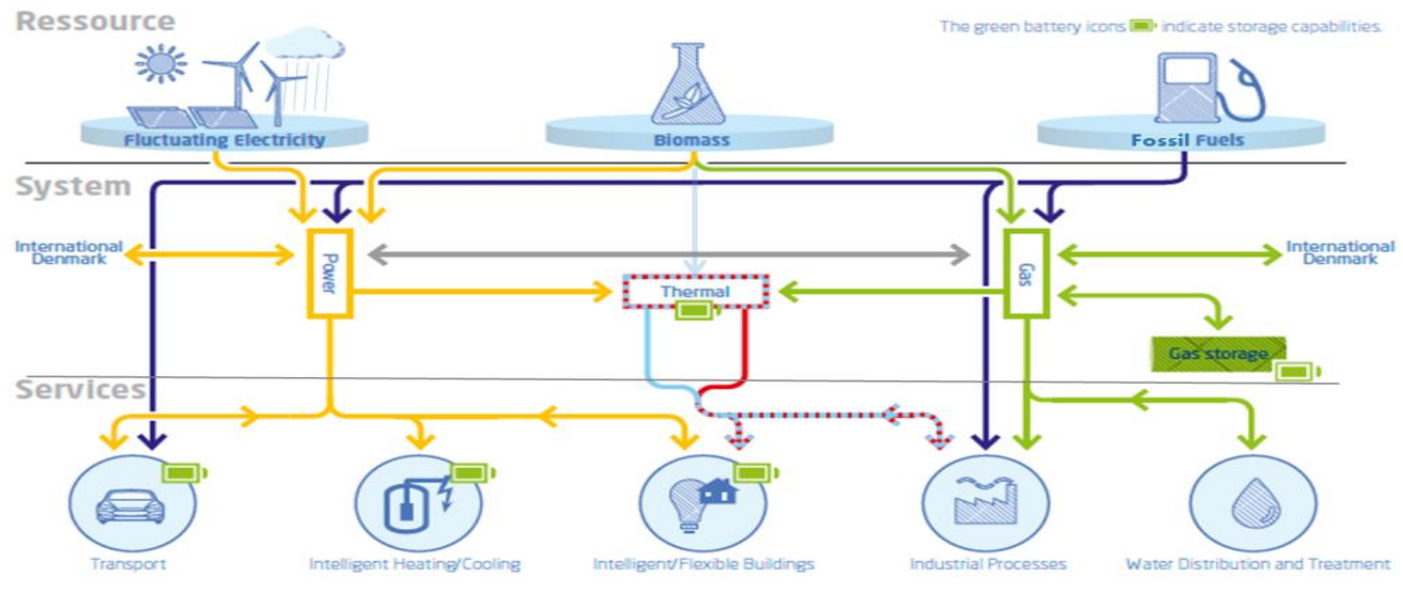 Ressource
The green battery icons indicate storage capabilities.
Fluctuating Electricity
Biomass
Fossil Fuels
System
International
Denmark
Power
Thermal
Gas
International
Denmark
Gas storage
Services
Transport
Intelligent Heating/Cooling
Intelligent/Flexible Buildings
Industrial Processes
Water Distribution and Treatment